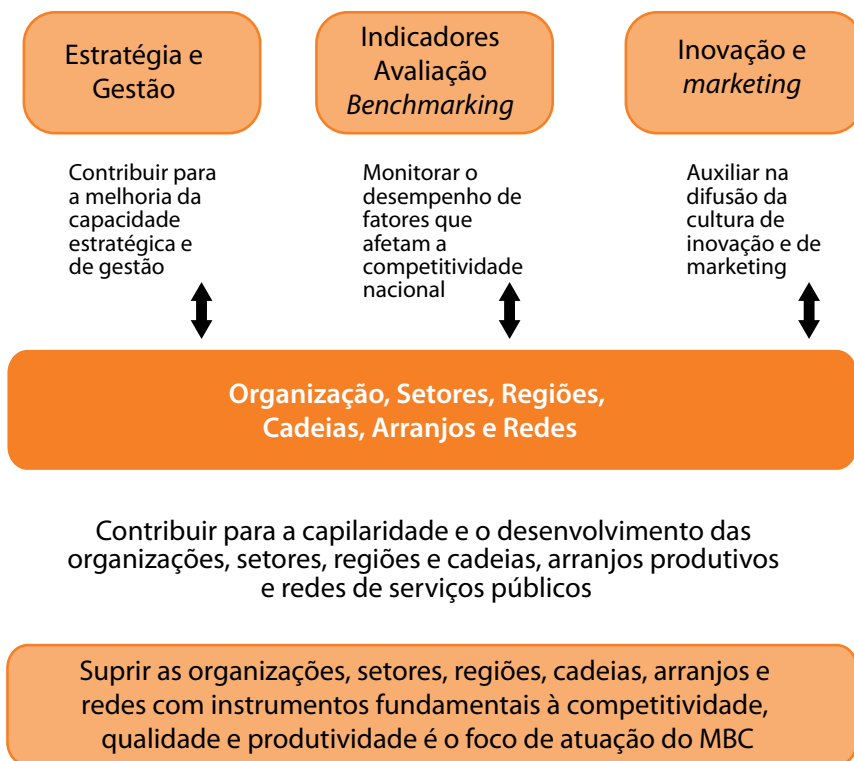 Estratégia e
Gestão
Indicadores
Avaliação
Benchmarking
Inovação e
marketing
Contribuir para
a melhoria da
capacidade
estratégica e
de gestão
Monitorar o
desempenho de
fatores que
afetam a
competitividade
nacional
Auxiliar na
difusão da
cultura de
inovação e de
marketing
Organização, Setores, Regiões,
Cadeias, Arranjos e Redes
Contribuir para a capilaridade e o desenvolvimento das
organizações, setores, regiões e cadeias, arranjos produtivos
e redes de serviços públicos
Suprir as organizações, setores, regiões, cadeias, arranjos e
redes com instrumentos fundamentais à competitividade,
qualidade e produtividade é o foco de atuação do MBC